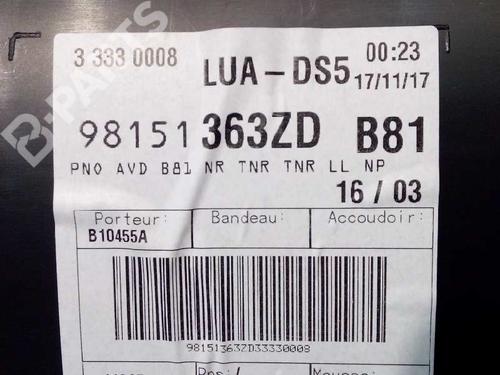 3 333 0008 LUA-DS5 00:23
17/11/17
98151 363ZD B81
PNO AVD B81 NR TNR TNR LL NP
16 / 03
Porteur: Bandeau: Accoudoir:
B10455A
98151363ZD33330008
B-PARTS